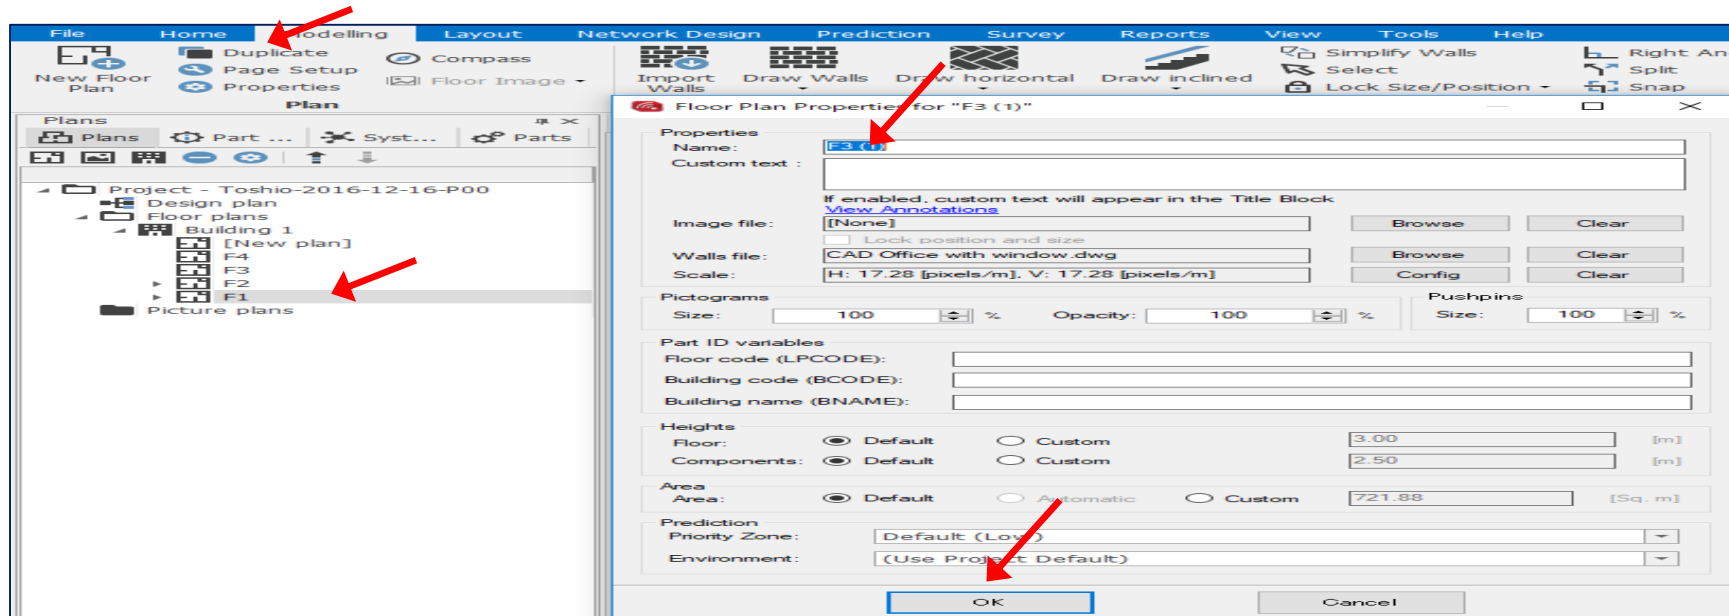 File Home Modelling Layout Network Design Prediction Survey Reports View Tools Help
New Floor Plan
Duplicate
Page Setup
Properties
Compass
Floor Image
Plan
Import Walls
Draw Walls
Draw horizontal
Draw inclined
Simplify Walls
Select
Lock Size/Position
Right An
Split
Snap
Plans
Plans Part ... Syst... Parts
Project - Toshio-2016-12-16-P00
Design plan
Floor plans
Building 1
[New plan]
F4
F3
F2
F1
Picture plans
Floor Plan Properties for "F3 (1)"
Properties
Name: F3 (1)
Custom text :
If enabled, custom text will appear in the Title Block
View Annotations
Image file: [None] Browse Clear
Lock position and size
Walls file: CAD Office with window.dwg Browse Clear
Scale: H: 17.28 [pixels/m], V: 17.28 [pixels/m] Config Clear
Pictograms
Size: 100 % Opacity: 100 %
Pushpins
Size: 100 %
Part ID variables
Floor code (LPCODE):
Building code (BCODE):
Building name (BNAME):
Heights
Floor: Default Custom 3.00 [m]
Components: Default Custom 2.50 [m]
Area
Area: Default Automatic Custom 721.88 [Sq. m]
Prediction
Priority Zone: Default (Low)
Environment: (Use Project Default)
OK Cancel